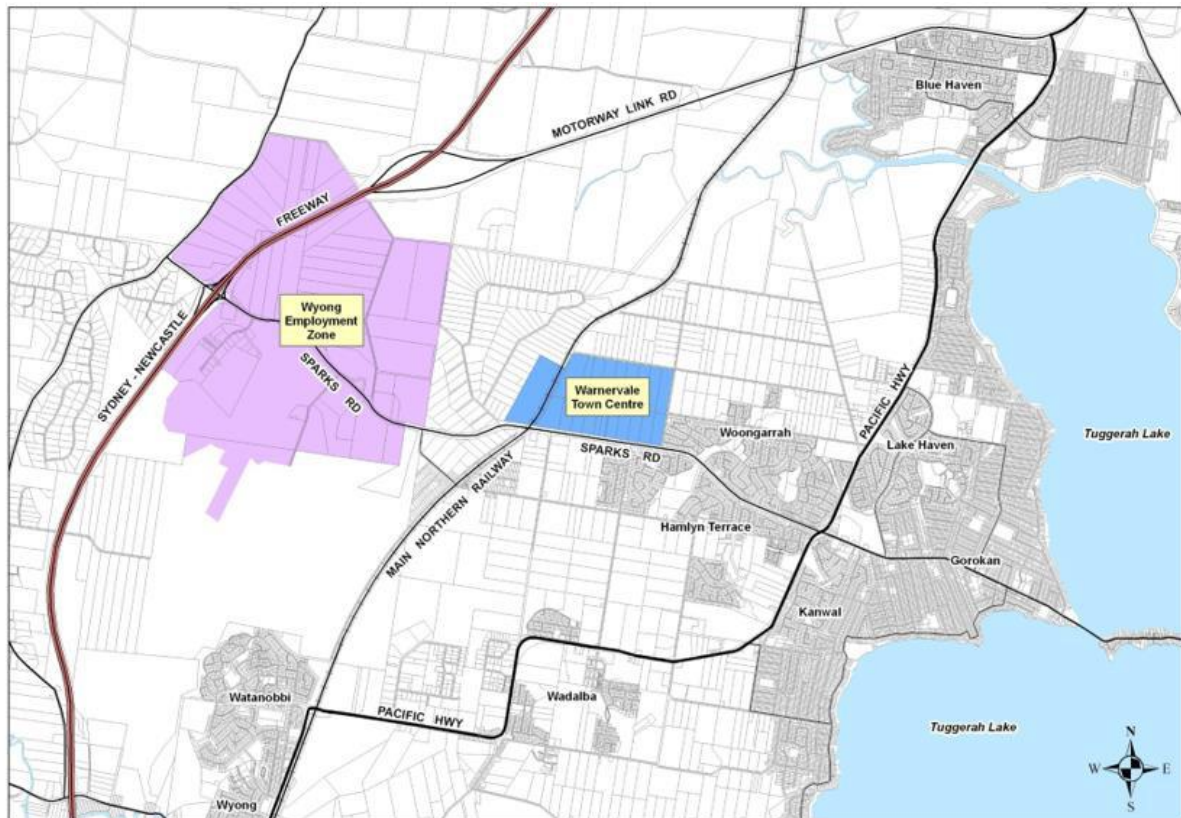 Blue Haven
MOTORWAY LINK RD
FREEWAY
Wyong
Employment
Zone
SYDNEY - NEWCASTLE
SPARKS RD
Warnervale
Town Centre
PACIFIC HWY
Woongarrah
Lake Haven
Tuggerah Lake
SPARKS RD
MAIN NORTHERN RAILWAY
Hamlyn Terrace
Gorokan
Kanwal
Watanobbi
Wadalba
PACIFIC HWY
Tuggerah Lake
Wyong
N
W
E
S